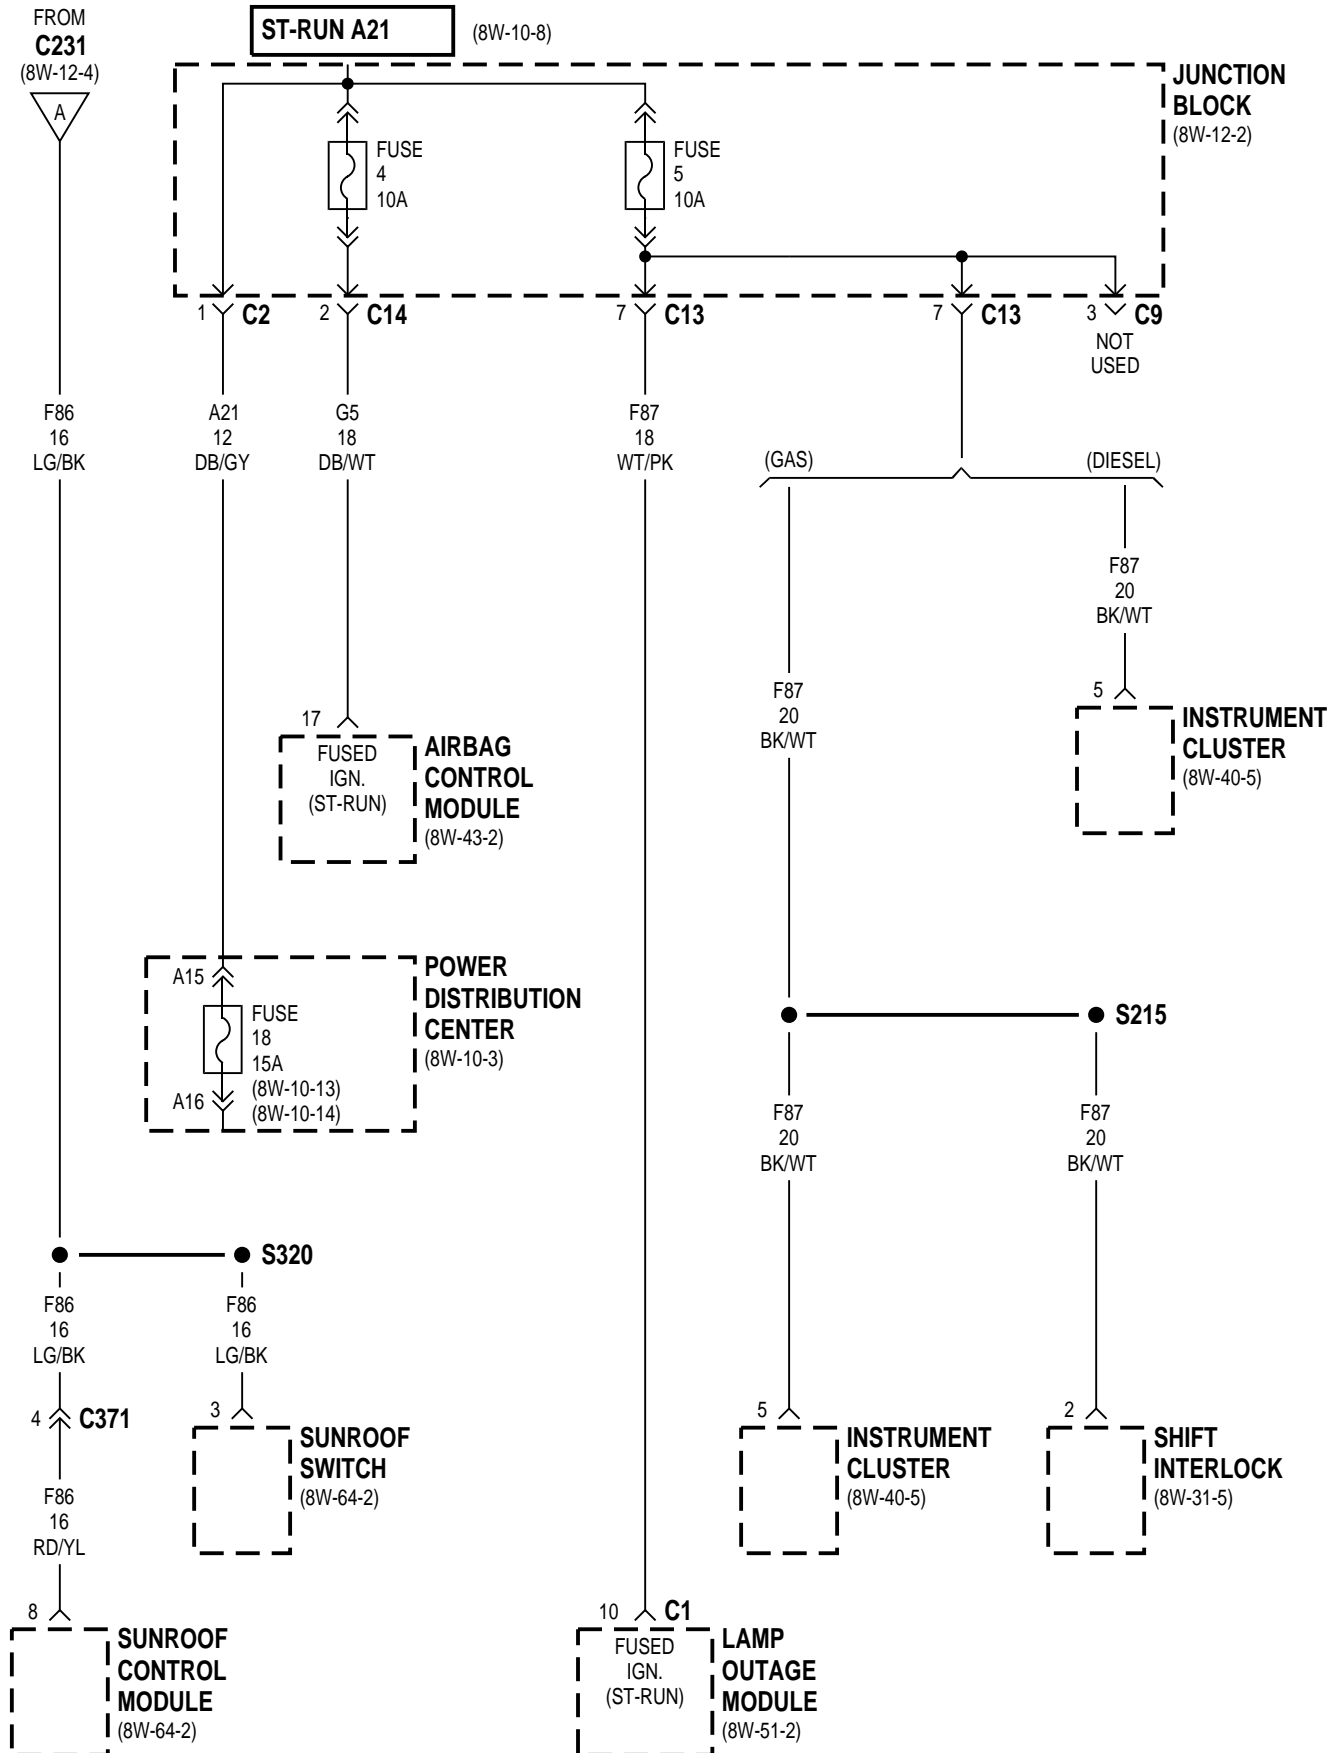 FROM
C231
(8W-12-4)
A
ST-RUN A21
(8W-10-8)
JUNCTION
BLOCK
(8W-12-2)
FUSE
4
10A
FUSE
5
10A
1
C2
2
C14
7
C13
7
C13
3
C9
NOT
USED
F86
16
LG/BK
A21
12
DB/GY
G5
18
DB/WT
F87
18
WT/PK
(GAS)
(DIESEL)
F87
20
BK/WT
F87
20
BK/WT
5
INSTRUMENT
CLUSTER
(8W-40-5)
17
FUSED
IGN.
(ST-RUN)
AIRBAG
CONTROL
MODULE
(8W-43-2)
A15
FUSE
18
15A
(8W-10-13)
(8W-10-14)
A16
POWER
DISTRIBUTION
CENTER
(8W-10-3)
S215
F87
20
BK/WT
F87
20
BK/WT
S320
F86
16
LG/BK
F86
16
LG/BK
4
C371
3
SUNROOF
SWITCH
(8W-64-2)
5
INSTRUMENT
CLUSTER
(8W-40-5)
2
SHIFT
INTERLOCK
(8W-31-5)
F86
16
RD/YL
8
SUNROOF
CONTROL
MODULE
(8W-64-2)
10
C1
FUSED
IGN.
(ST-RUN)
LAMP
OUTAGE
MODULE
(8W-51-2)